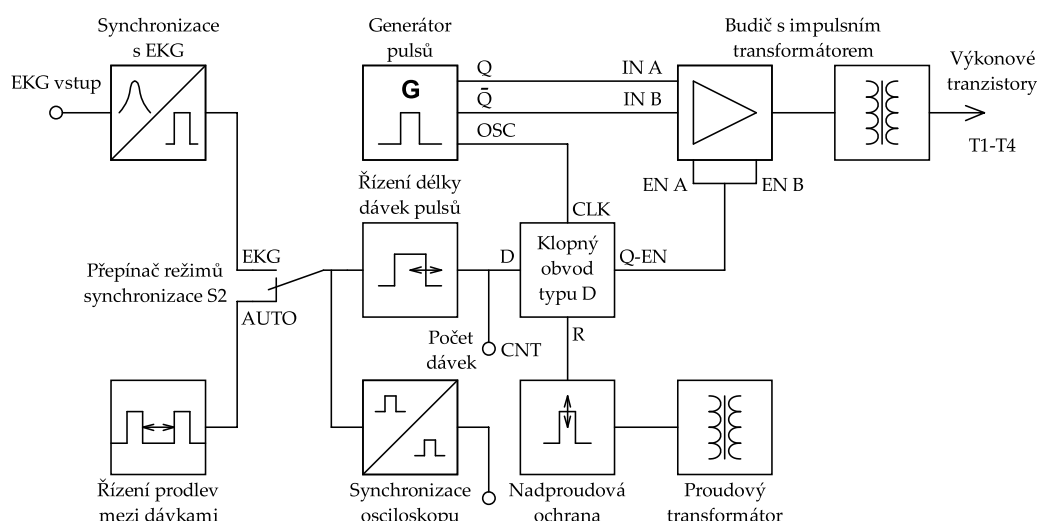 Synchronizace
s EKG
Generátor
pulsů
Budič s impulsním
transformátorem
Výkonové
tranzistory
EKG vstup
G
Q
IN A
Q̄
IN B
OSC
T1-T4
Řízení délky
dávek pulsů
EN A
EN B
CLK
EKG
D
Klopný
obvod
typu D
Q-EN
Přepínač režimů
synchronizace S2
AUTO
R
Počet
dávek
CNT
Řízení prodlev
mezi dávkami
Synchronizace
osciloskopu
Nadproudová
ochrana
Proudový
transformátor